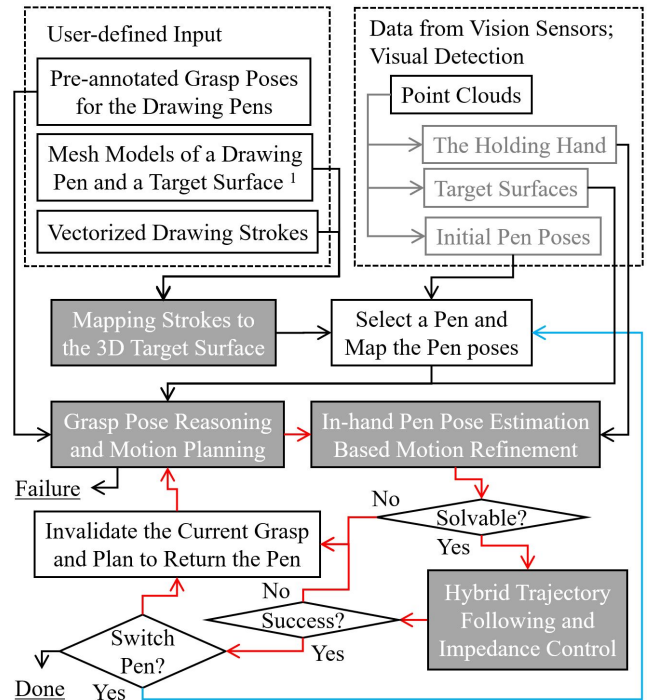 User-defined Input
Pre-annotated Grasp Poses
for the Drawing Pens
Mesh Models of a Drawing
Pen and a Target Surface ¹
Vectorized Drawing Strokes
Data from Vision Sensors;
Visual Detection
Point Clouds
The Holding Hand
Target Surfaces
Initial Pen Poses
Mapping Strokes to
the 3D Target Surface
Select a Pen and
Map the Pen poses
Grasp Pose Reasoning
and Motion Planning
In-hand Pen Pose Estimation
Based Motion Refinement
Failure
No
Solvable?
Yes
Invalidate the Current Grasp
and Plan to Return the Pen
Hybrid Trajectory
Following and
Impedance Control
No
Success?
Yes
Switch
Pen?
Done
Yes